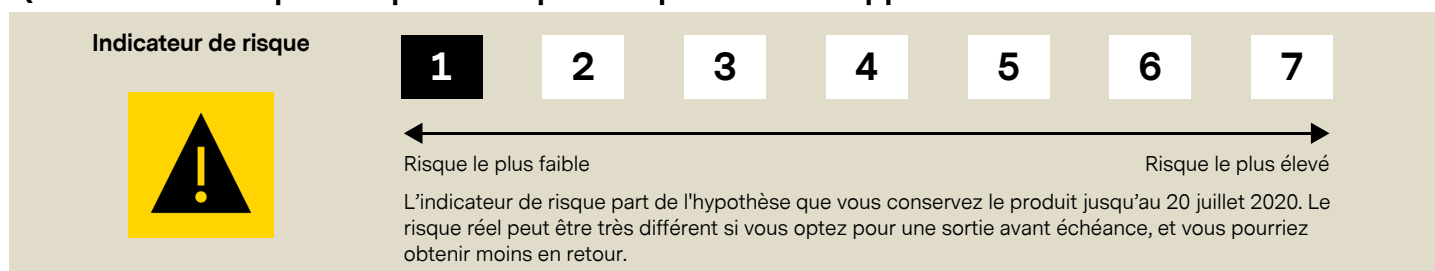 Indicateur de risque
1 2 3 4 5 6 7
Risque le plus faible Risque le plus élevé
L’indicateur de risque part de l'hypothèse que vous conservez le produit jusqu’au 20 juillet 2020. Le
risque réel peut être très différent si vous optez pour une sortie avant échéance, et vous pourriez
obtenir moins en retour.